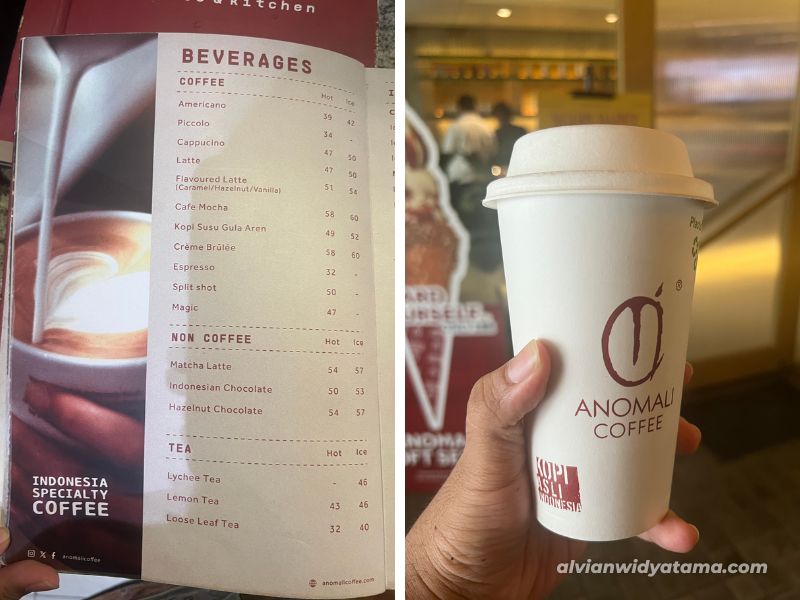 & Kitchen
BEVERAGES
COFFEE
Hot Ice
Americano 39 42
Piccolo 34 -
Cappucino 47 50
Latte 47 50
Flavoured Latte 51 54
(Caramel/Hazelnut/Vanilla)
Cafe Mocha 58 60
Kopi Susu Gula Aren 49 52
Crème Brûlée 58 60
Espresso 32 -
Split shot 50 -
Magic 47 -
NON COFFEE Hot Ice
Matcha Latte 54 57
Indonesian Chocolate 50 53
Hazelnut Chocolate 54 57
TEA Hot Ice
Lychee Tea - 46
Lemon Tea 43 46
Loose Leaf Tea 32 40
INDONESIA
SPECIALTY
COFFEE
anomalicoffee
anomalicoffee.com
®
ANOMALI
COFFEE
KOPI
ASLI
INDONESIA
alvianwidyatama.com